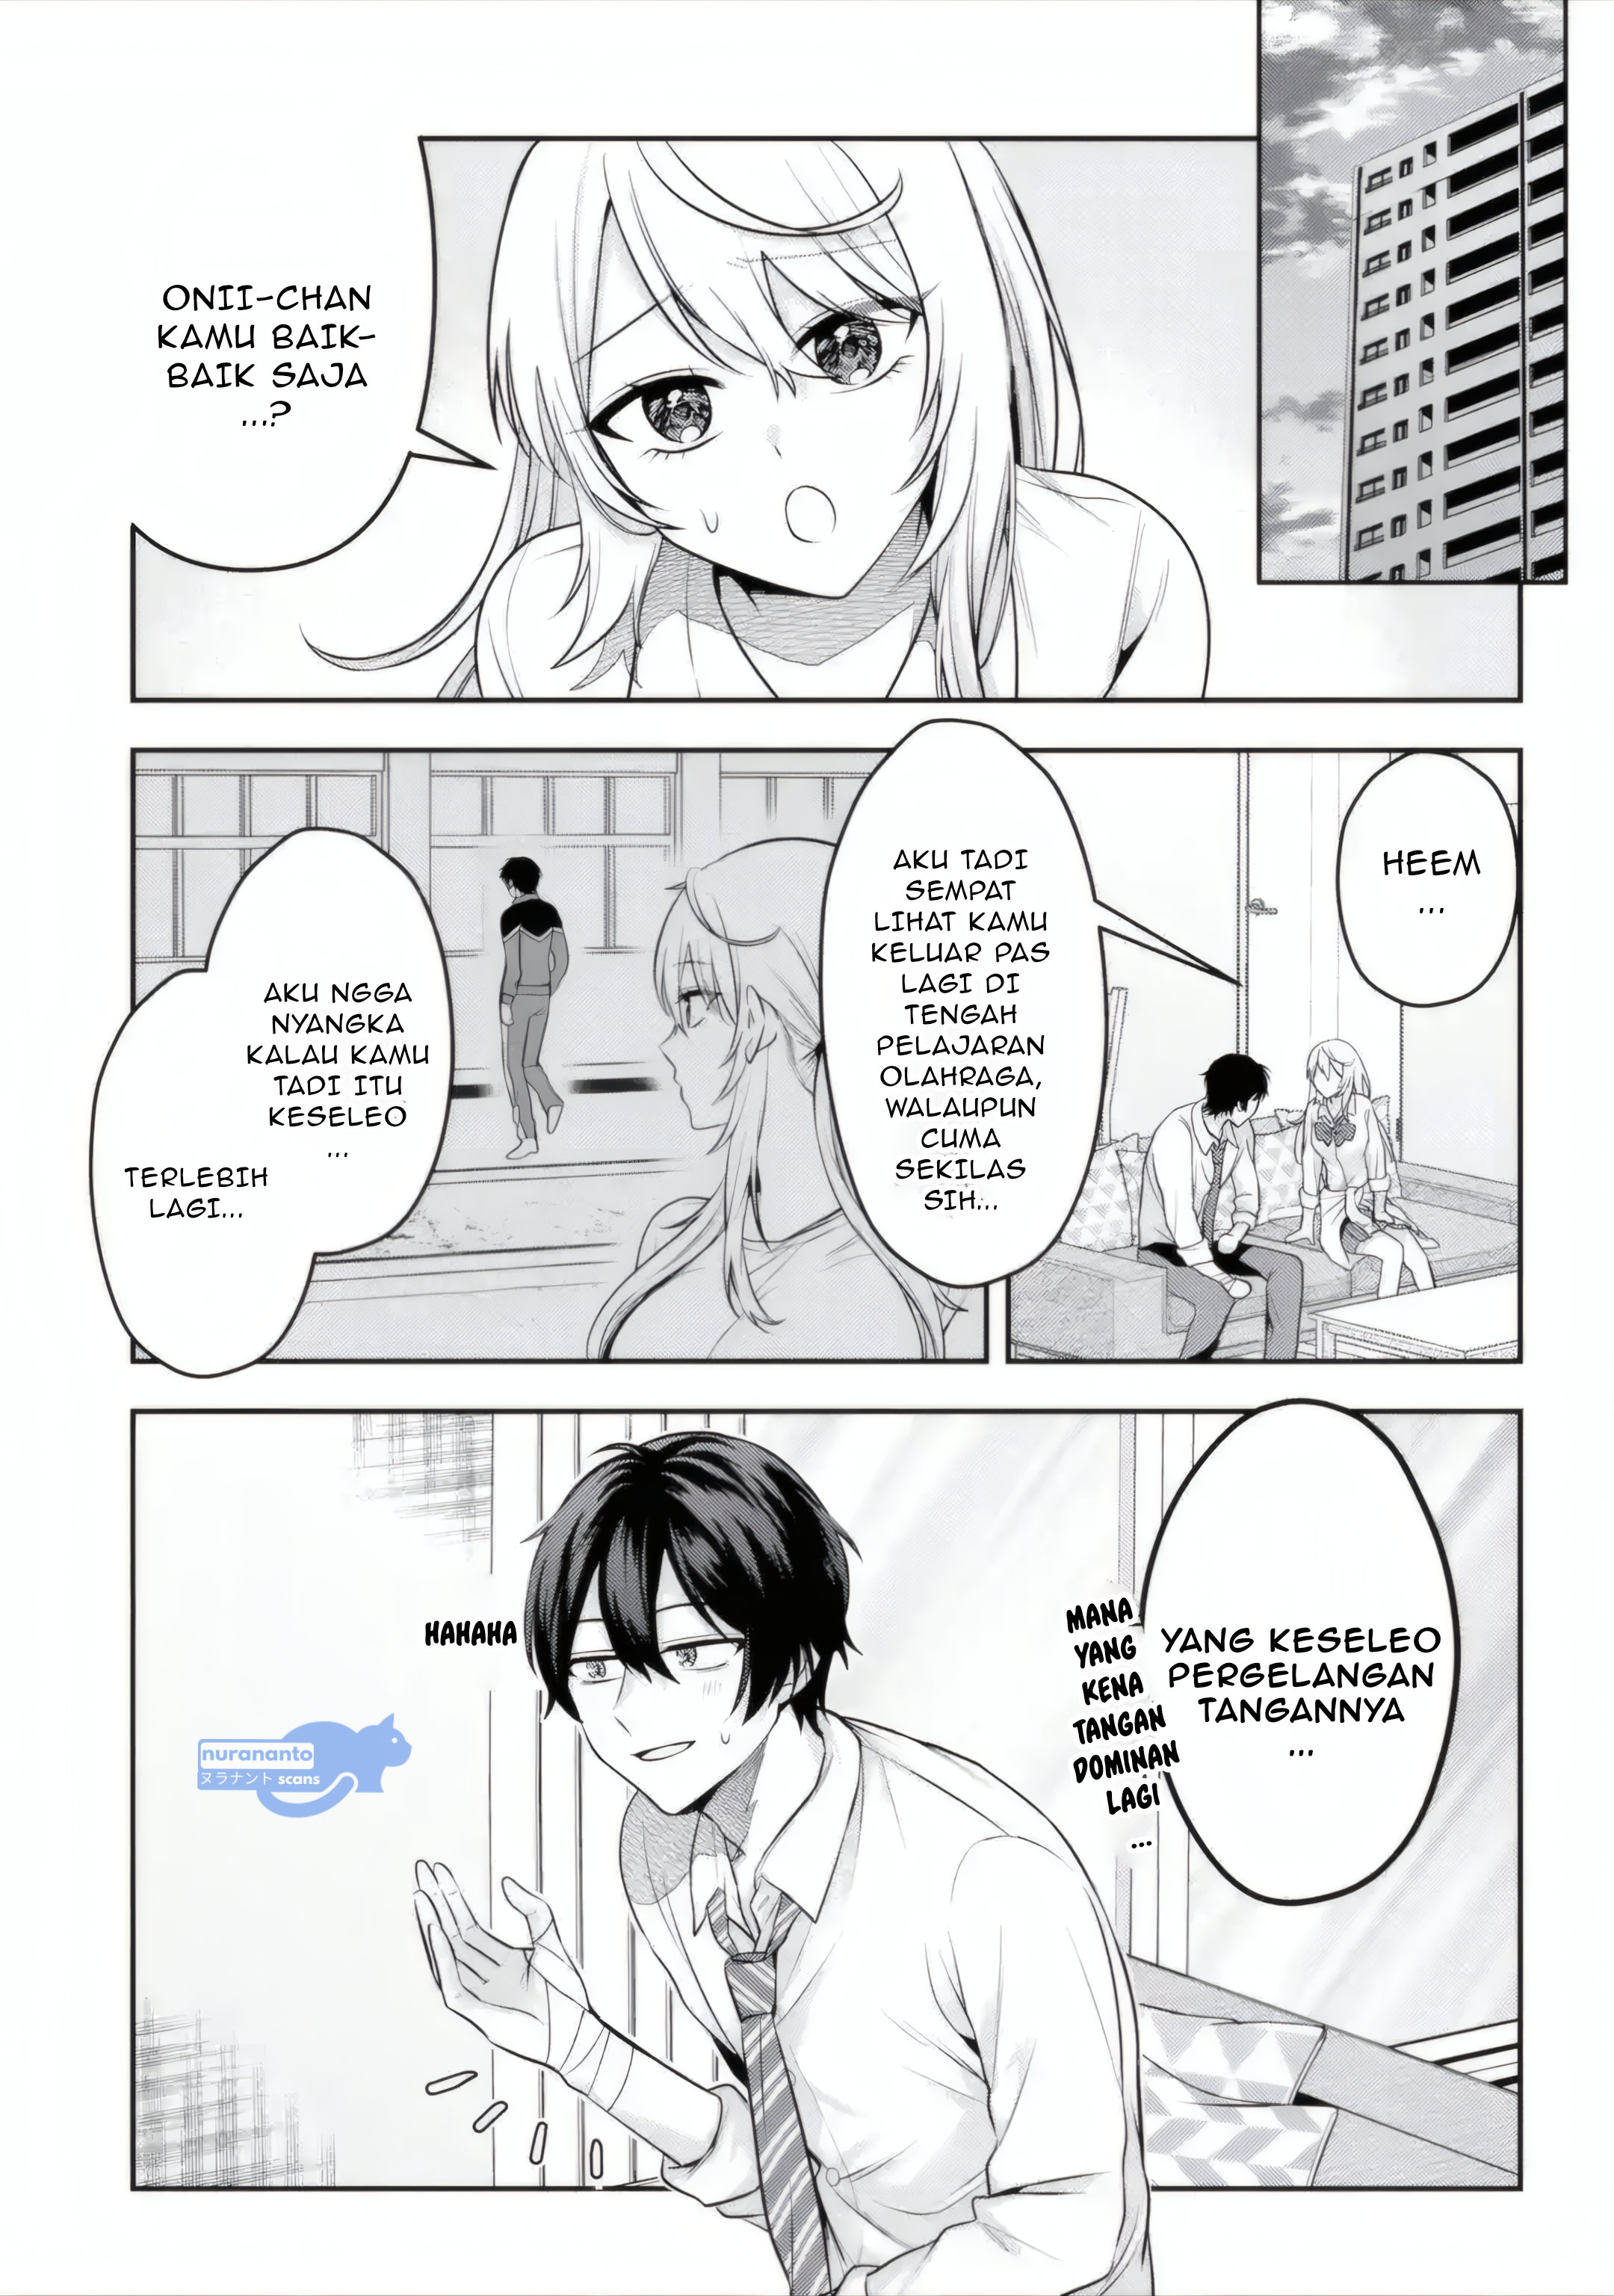 ONII-CHAN
KAMU BAIK-
BAIK SAJA
...?
HEEM
...
AKU TADI
SEMPAT
LIHAT KAMU
KELUAR PAS
LAGI DI
TENGAH
PELAJARAN
OLAHRAGA,
WALAUPUN
CUMA
SEKILAS
SIH...
AKU NGGA
NYANGKA
KALAU KAMU
TADI ITU
KESELEO
...
TERLEBIH
LAGI...
YANG KESELEO
PERGELANGAN
TANGANNYA
...
MANA
YANG
KENA
TANGAN
DOMINAN
LAGI
...
HAHAHA
nurananto
ヌラナント scans